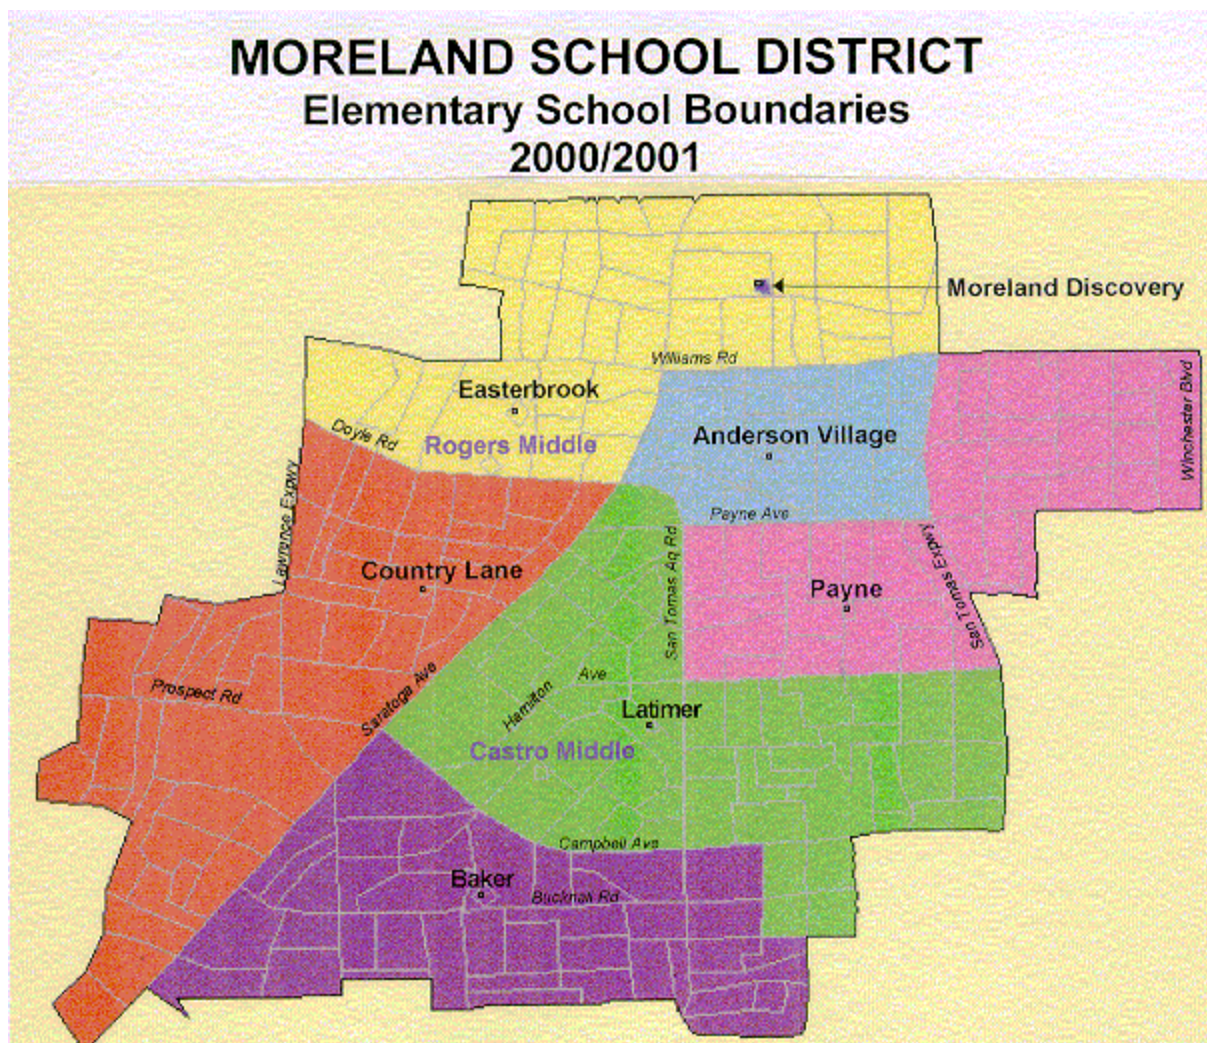 MORELAND SCHOOL DISTRICT
Elementary School Boundaries
2000/2001
Moreland Discovery
Williams Rd
Winchester Blvd
Easterbrook
Doyle Rd
Rogers Middle
Anderson Village
Lawrence Expwy
Payne Ave
San Tomas Aq Rd
San Tomas Expwy
Country Lane
Payne
Prospect Rd
Saratoga Ave
Hamilton Ave
Latimer
Castro Middle
Campbell Ave
Baker
Bucknall Rd